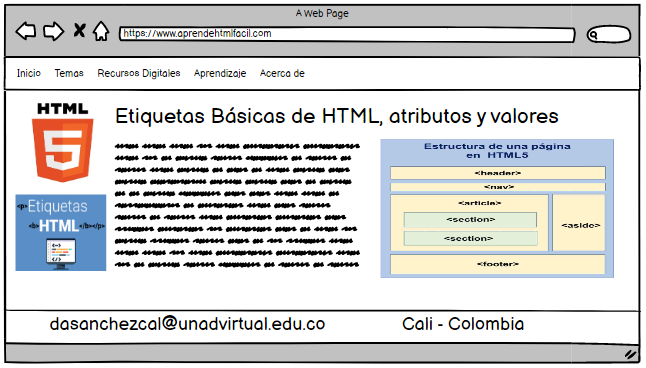 A Web Page
https://www.aprendehtmlfacil.com
Inicio Temas Recursos Digitales Aprendizaje Acerca de
HTML
5
Etiquetas Básicas de HTML, atributos y valores
<p>Etiquetas
<b>HTML</b></p>
Estructura de una página
en HTML5
<header>
<nav>
<article>
<section>
<section>
<aside>
<footer>
dasanchezcal@unadvirtual.edu.co Cali - Colombia